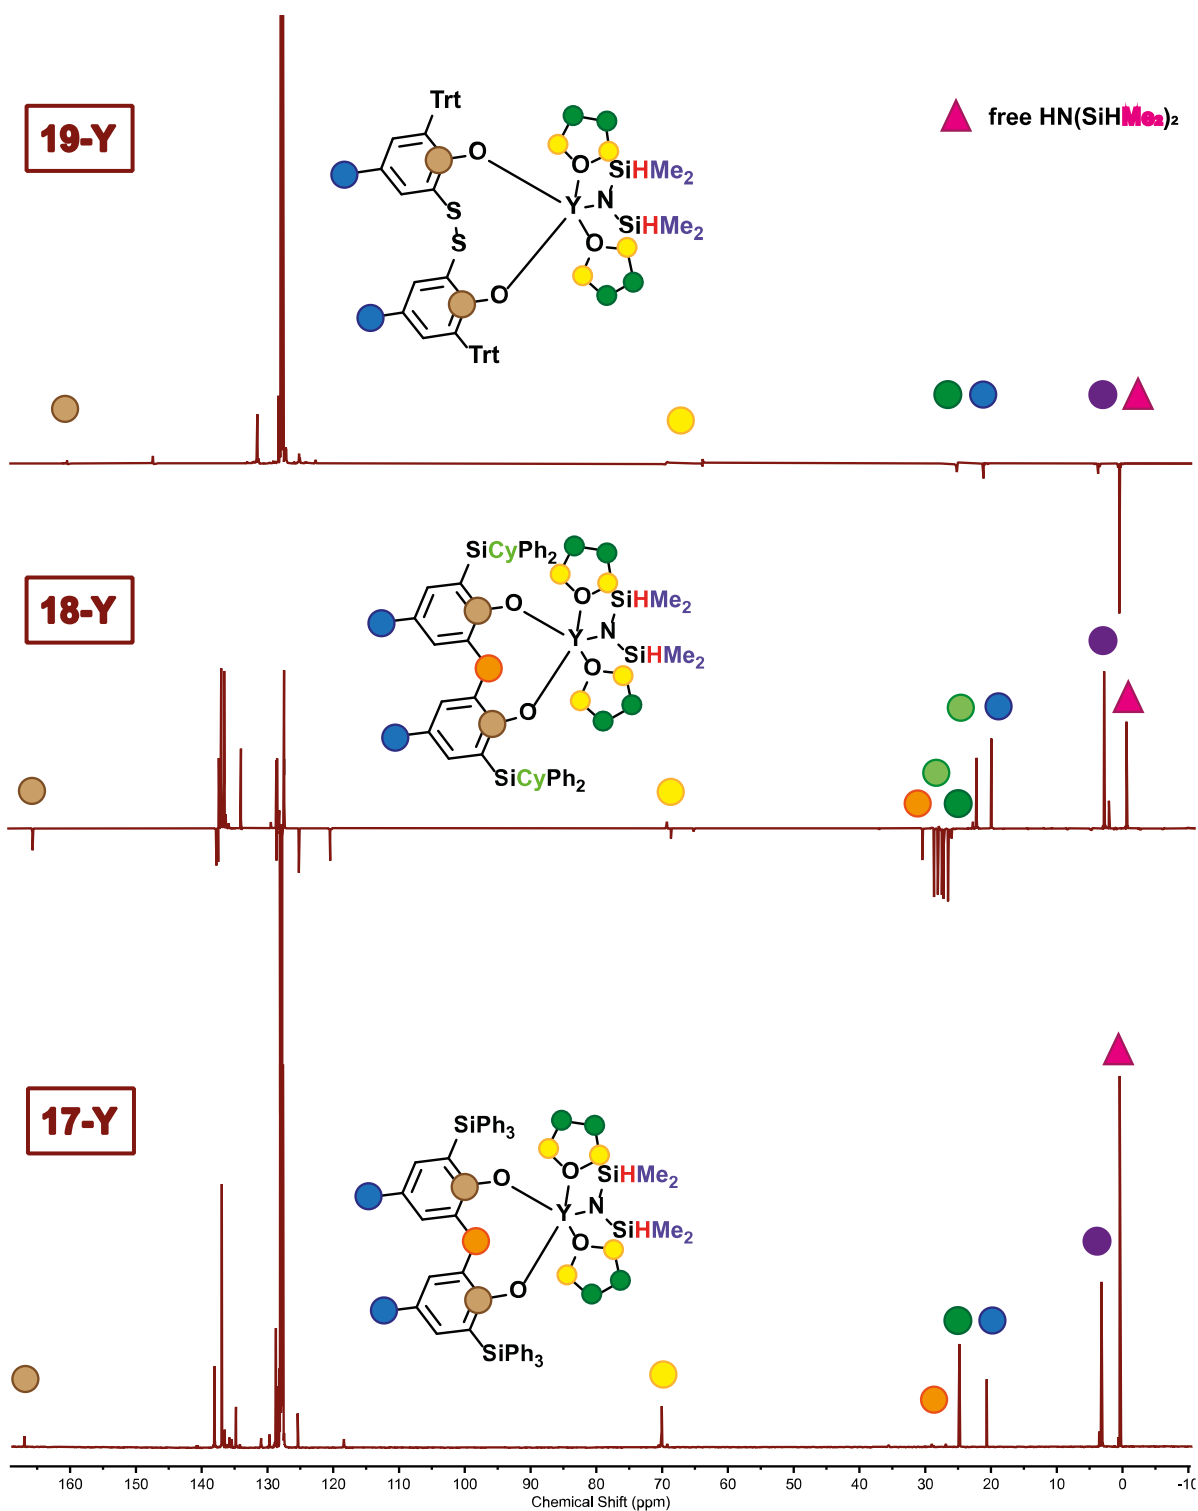 19-Y
free HN(SiHMe₂)₂
Trt
O
O
SiHMe₂
S
Y
N
S
SiHMe₂
O
O
Trt
18-Y
SiCyPh₂
O
O
SiHMe₂
Y
N
SiHMe₂
O
O
SiCyPh₂
17-Y
SiPh₃
O
O
SiHMe₂
Y
N
SiHMe₂
O
O
SiPh₃
160 150 140 130 120 110 100 90 80 70 60 50 40 30 20 10 0 -10
Chemical Shift (ppm)